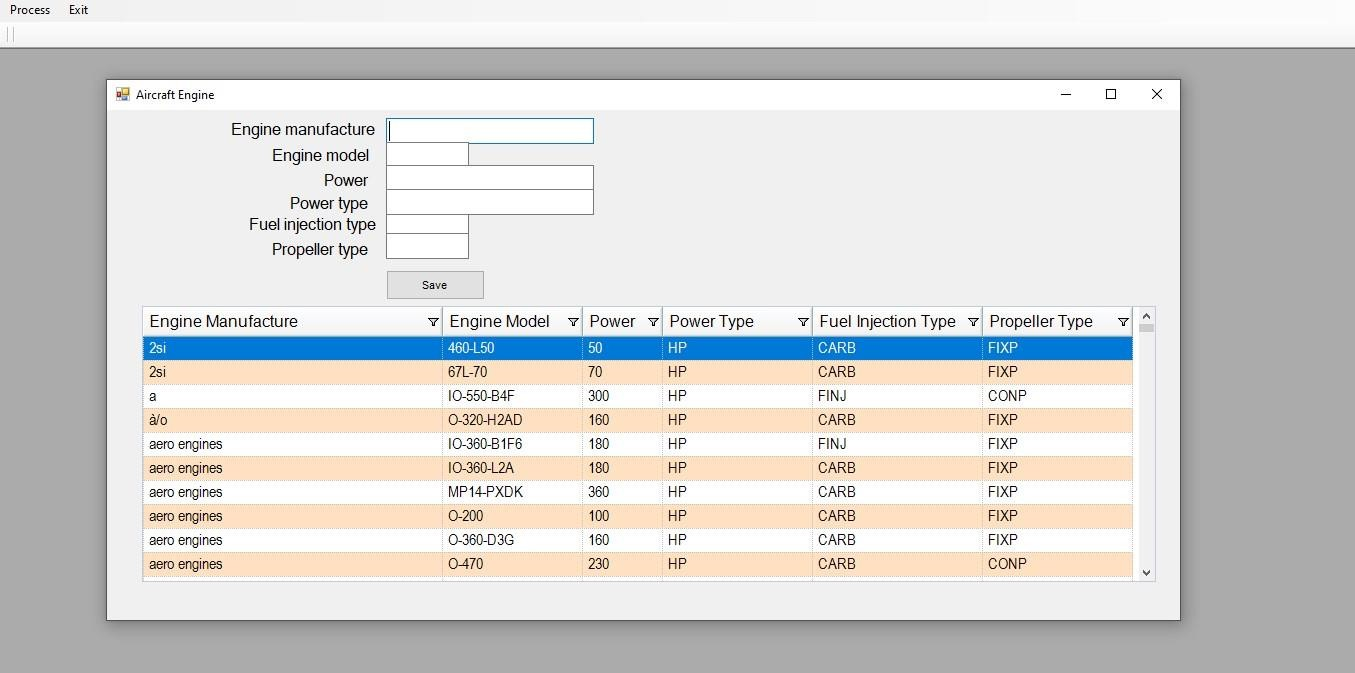 Process Exit
Aircraft Engine
Engine manufacture
Engine model
Power
Power type
Fuel injection type
Propeller type
Save
Engine Manufacture Engine Model Power Power Type Fuel Injection Type Propeller Type
2si 460-L50 50 HP CARB FIXP
2si 67L-70 70 HP CARB FIXP
a IO-550-B4F 300 HP FINJ CONP
à/o O-320-H2AD 160 HP CARB FIXP
aero engines IO-360-B1F6 180 HP FINJ FIXP
aero engines IO-360-L2A 180 HP CARB FIXP
aero engines MP14-PXDK 360 HP CARB FIXP
aero engines O-200 100 HP CARB FIXP
aero engines O-360-D3G 160 HP CARB FIXP
aero engines O-470 230 HP CARB CONP